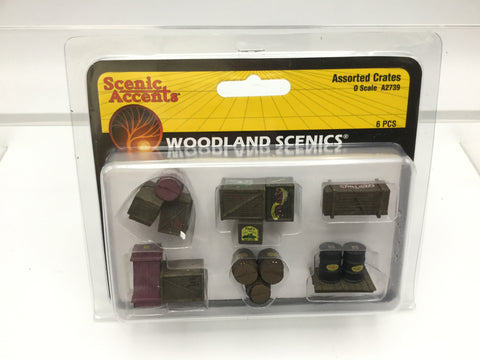 Scenic
Accents®
Assorted Crates
O Scale A2739
6 PCS
WOODLAND SCENICS®